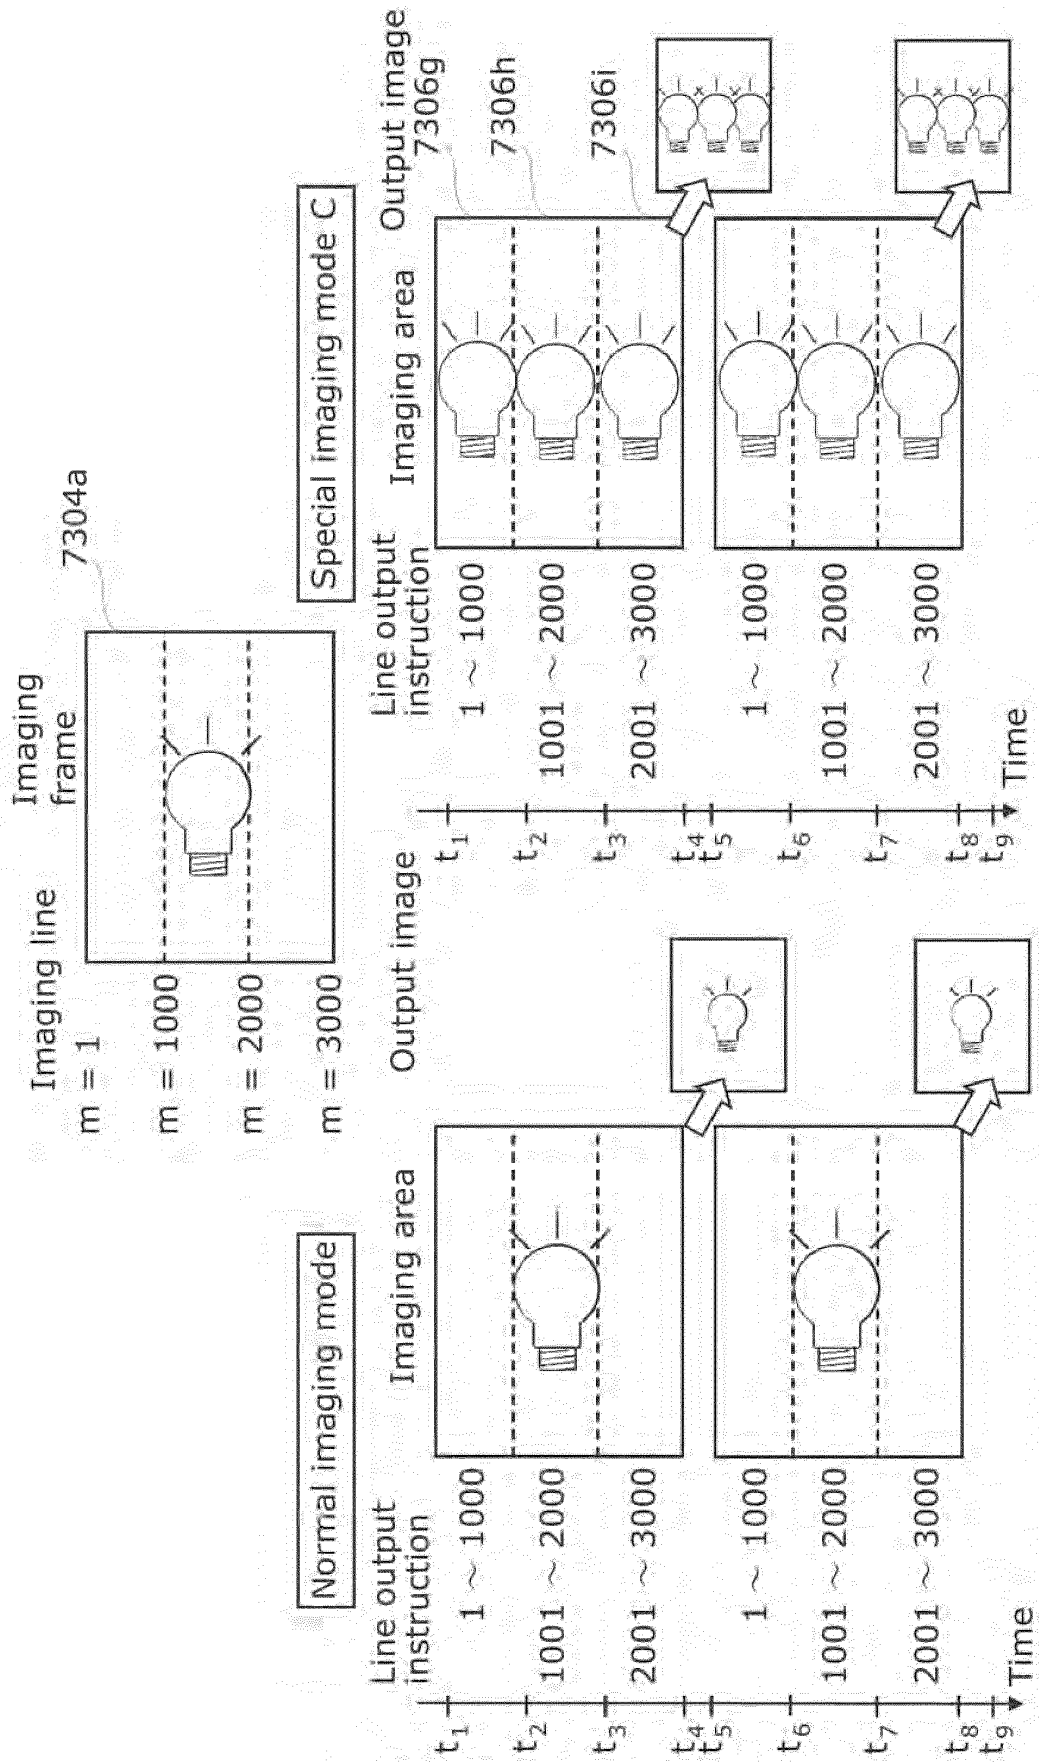 Imaging line
Imaging
frame
m = 1
m = 1000
m = 2000
m = 3000
7304a
Normal imaging mode
Line output
instruction
Imaging area
Output image
t1
t2
t3
t4
t5
t6
t7
t8
t9
Time
1 ~ 1000
1001 ~ 2000
2001 ~ 3000
1 ~ 1000
1001 ~ 2000
2001 ~ 3000
Special imaging mode C
Line output
instruction
Imaging area
Output image
7306g
7306h
7306i
t1
t2
t3
t4
t5
t6
t7
t8
t9
Time
1 ~ 1000
1001 ~ 2000
2001 ~ 3000
1 ~ 1000
1001 ~ 2000
2001 ~ 3000